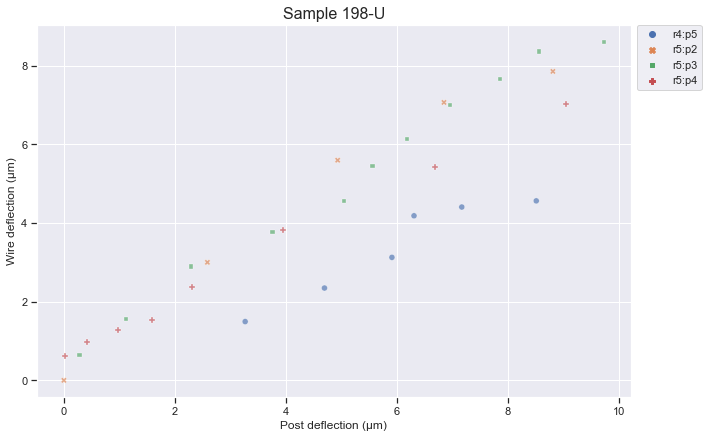 Sample 198-U
r4:p5
r5:p2
r5:p3
r5:p4
8
6
4
2
0
Wire deflection (μm)
0 2 4 6 8 10
Post deflection (μm)